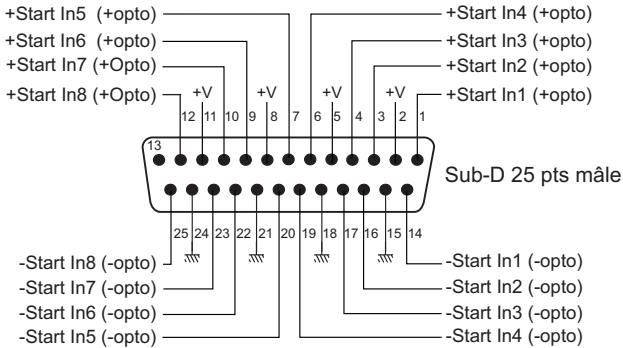 +Start In5 (+opto)
+Start In4 (+opto)
+Start In6 (+opto)
+Start In3 (+opto)
+Start In7 (+Opto)
+Start In2 (+opto)
+Start In8 (+Opto)
+V +V +V +V
+Start In1 (+opto)
12 11 10 9 8 7 6 5 4 3 2 1
13
Sub-D 25 pts mâle
25 24 23 22 21 20 19 18 17 16 15 14
-Start In8 (-opto)
-Start In1 (-opto)
-Start In7 (-opto)
-Start In2 (-opto)
-Start In6 (-opto)
-Start In3 (-opto)
-Start In5 (-opto)
-Start In4 (-opto)